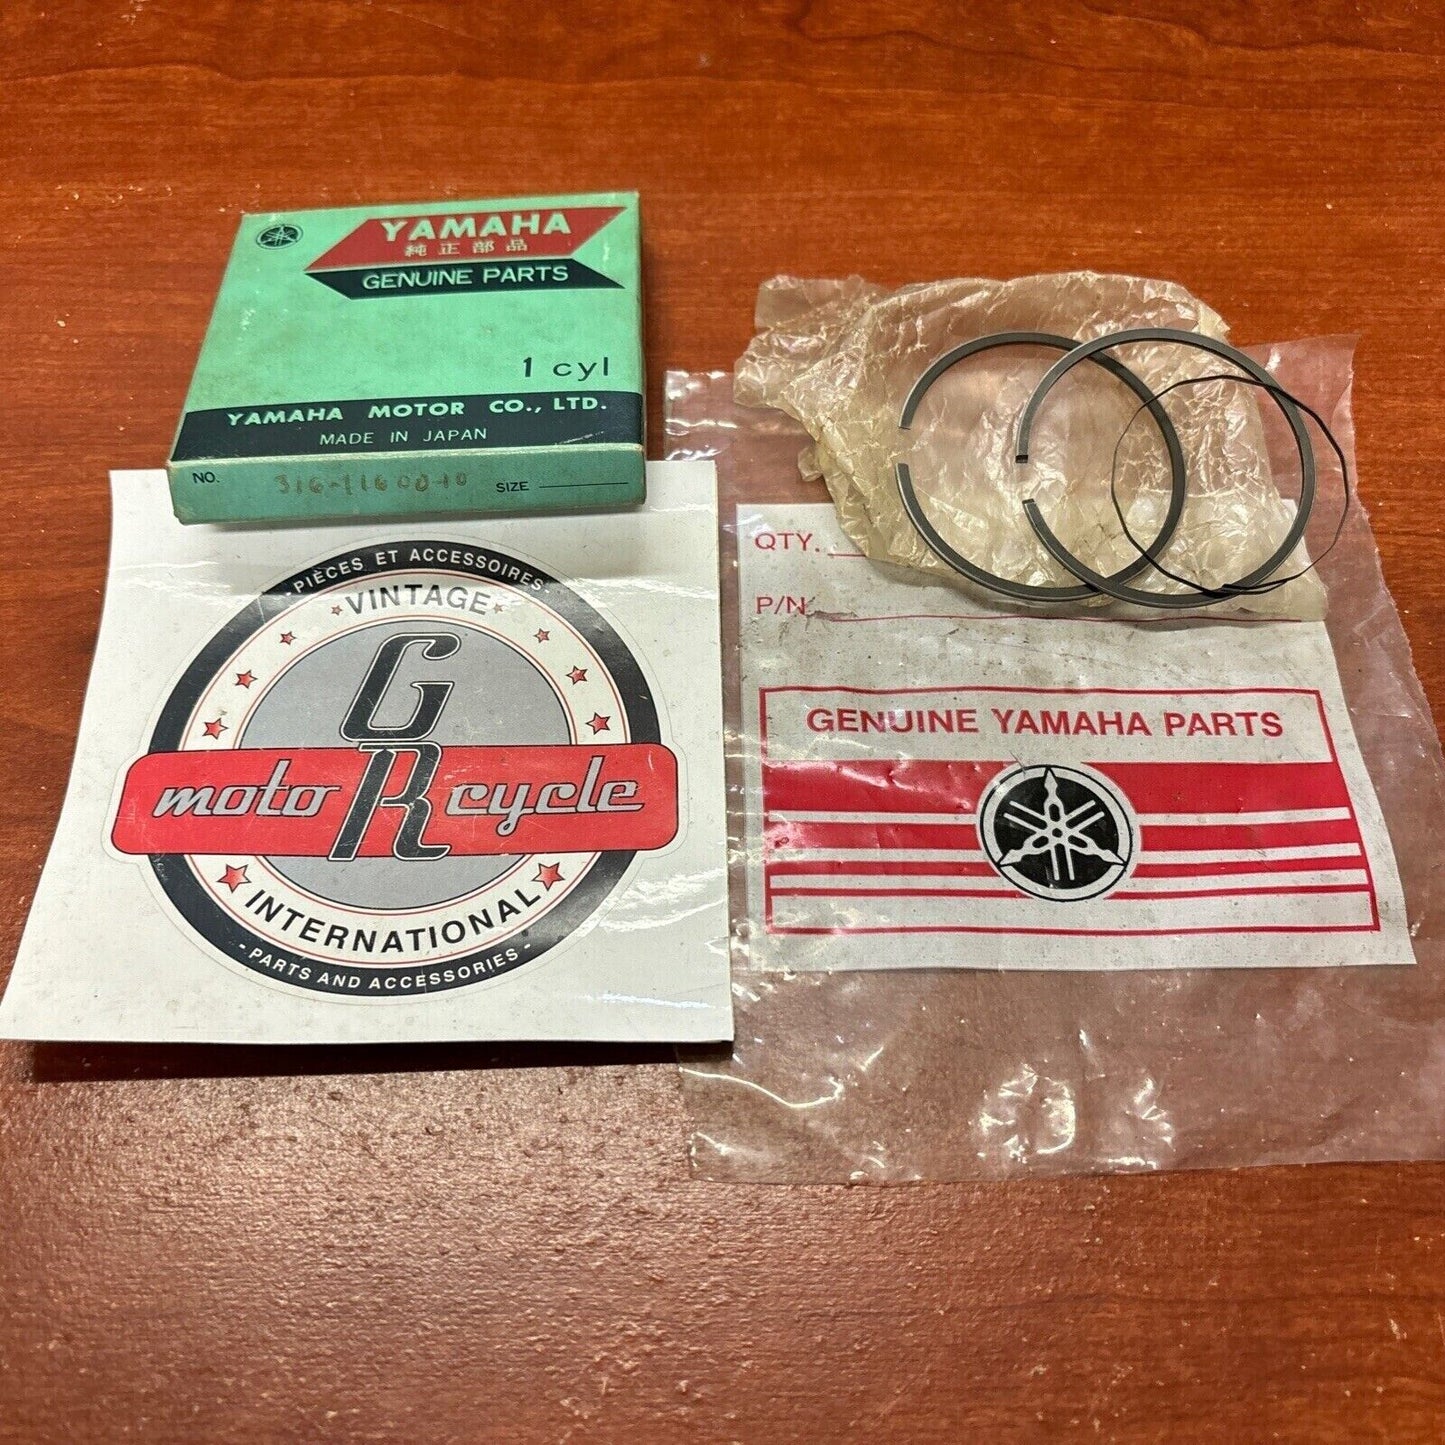 YAMAHA
純正部品
GENUINE PARTS
1 cyl
YAMAHA MOTOR CO., LTD.
MADE IN JAPAN
NO. 316-11600-10 SIZE
PIÈCES ET ACCESSOIRES
VINTAGE
GR
moto cycle
INTERNATIONAL
- PARTS AND ACCESSORIES -
QTY.
P/N
GENUINE YAMAHA PARTS